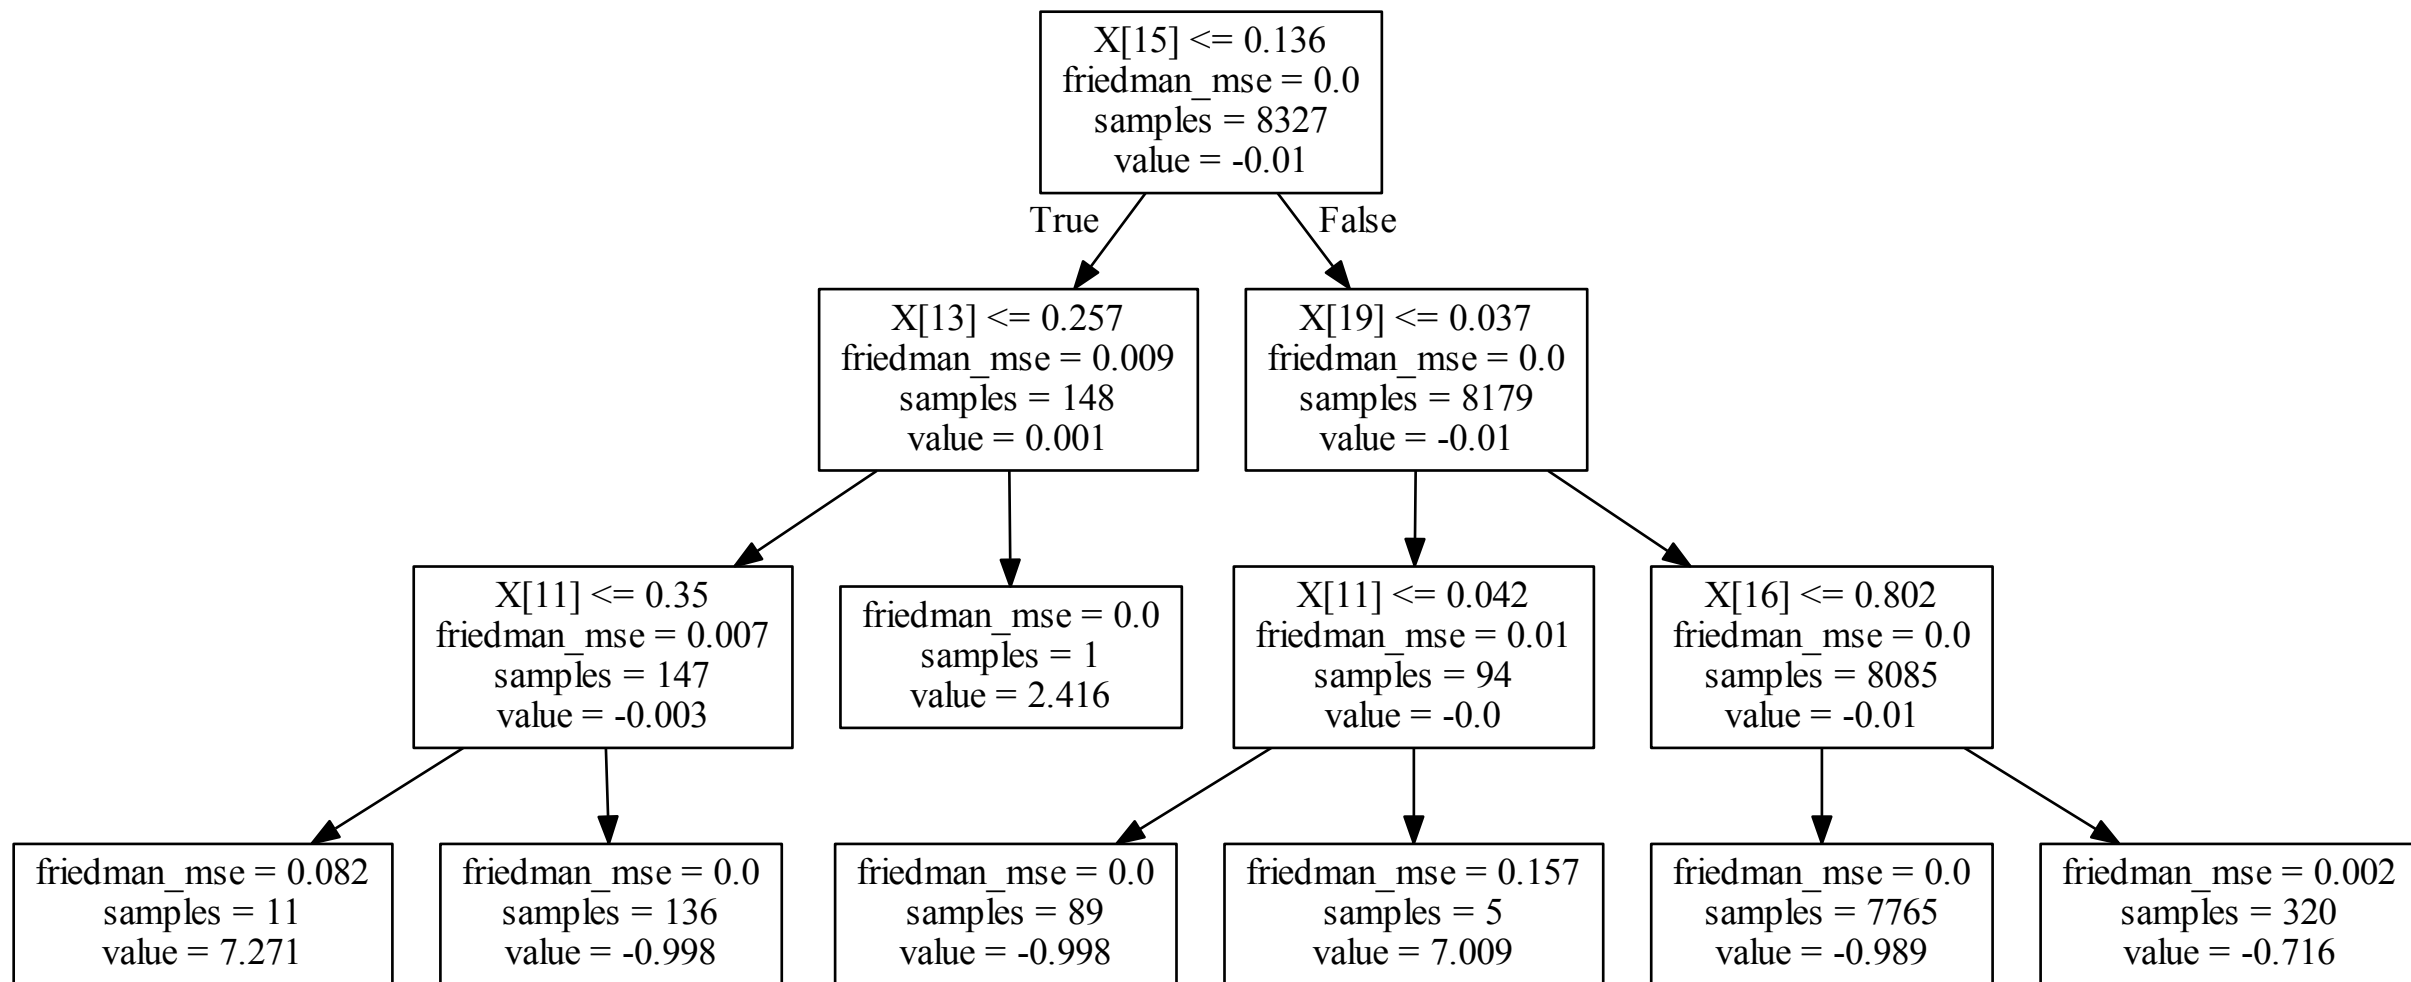 X[15] <= 0.136
friedman_mse = 0.0
samples = 8327
value = -0.01
True
False
X[13] <= 0.257
friedman_mse = 0.009
samples = 148
value = 0.001
X[19] <= 0.037
friedman_mse = 0.0
samples = 8179
value = -0.01
X[11] <= 0.35
friedman_mse = 0.007
samples = 147
value = -0.003
friedman_mse = 0.0
samples = 1
value = 2.416
X[11] <= 0.042
friedman_mse = 0.01
samples = 94
value = -0.0
X[16] <= 0.802
friedman_mse = 0.0
samples = 8085
value = -0.01
friedman_mse = 0.082
samples = 11
value = 7.271
friedman_mse = 0.0
samples = 136
value = -0.998
friedman_mse = 0.0
samples = 89
value = -0.998
friedman_mse = 0.157
samples = 5
value = 7.009
friedman_mse = 0.0
samples = 7765
value = -0.989
friedman_mse = 0.002
samples = 320
value = -0.716